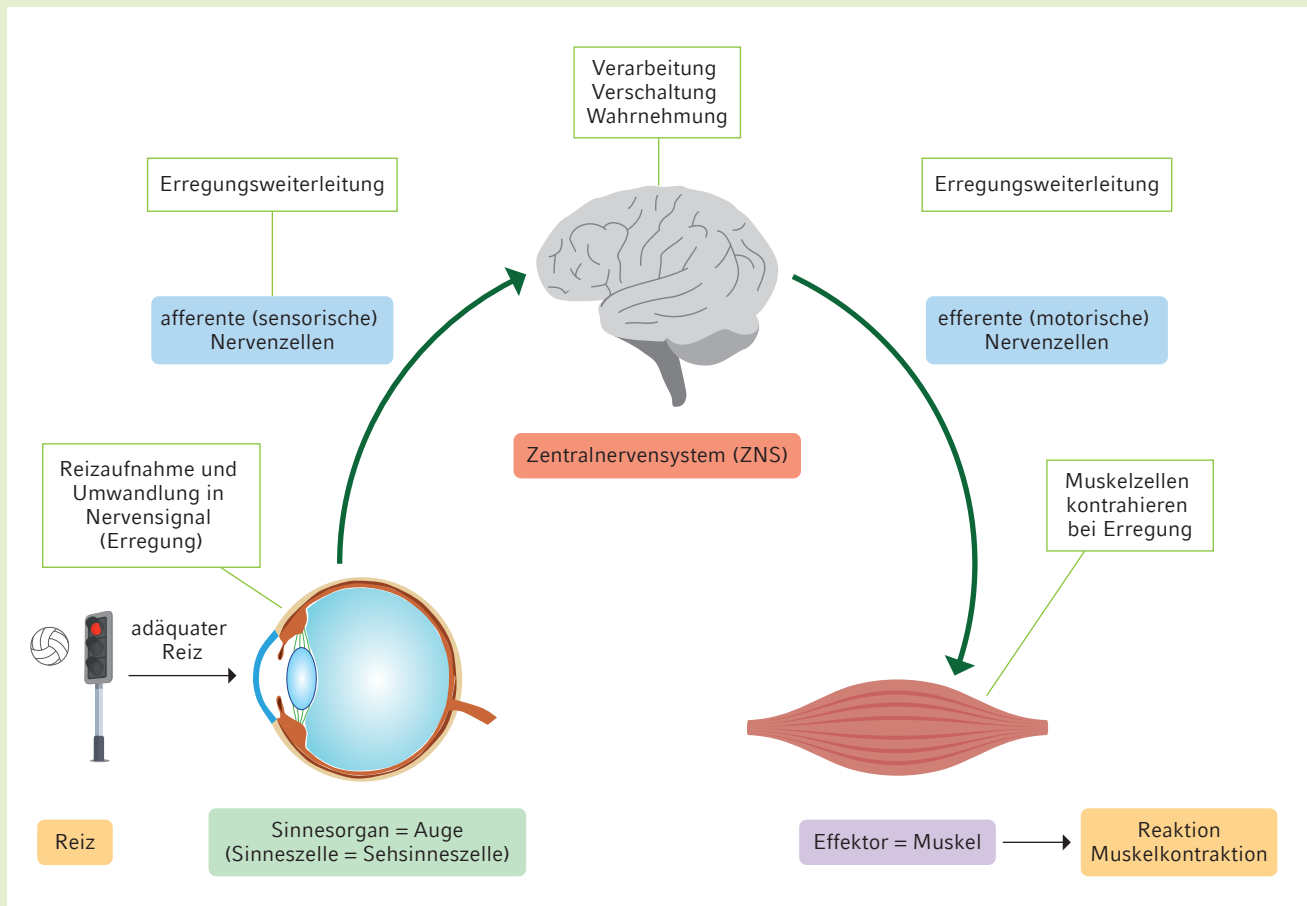 Verarbeitung
Verschaltung
Wahrnehmung
Erregungsweiterleitung
Erregungsweiterleitung
afferente (sensorische)
Nervenzellen
efferente (motorische)
Nervenzellen
Zentralnervensystem (ZNS)
Reizaufnahme und
Umwandlung in
Nervensignal
(Erregung)
Muskelzellen
kontrahieren
bei Erregung
adäquater
Reiz
Reiz
Sinnesorgan = Auge
(Sinneszelle = Sehsinneszelle)
Effektor = Muskel
Reaktion
Muskelkontraktion